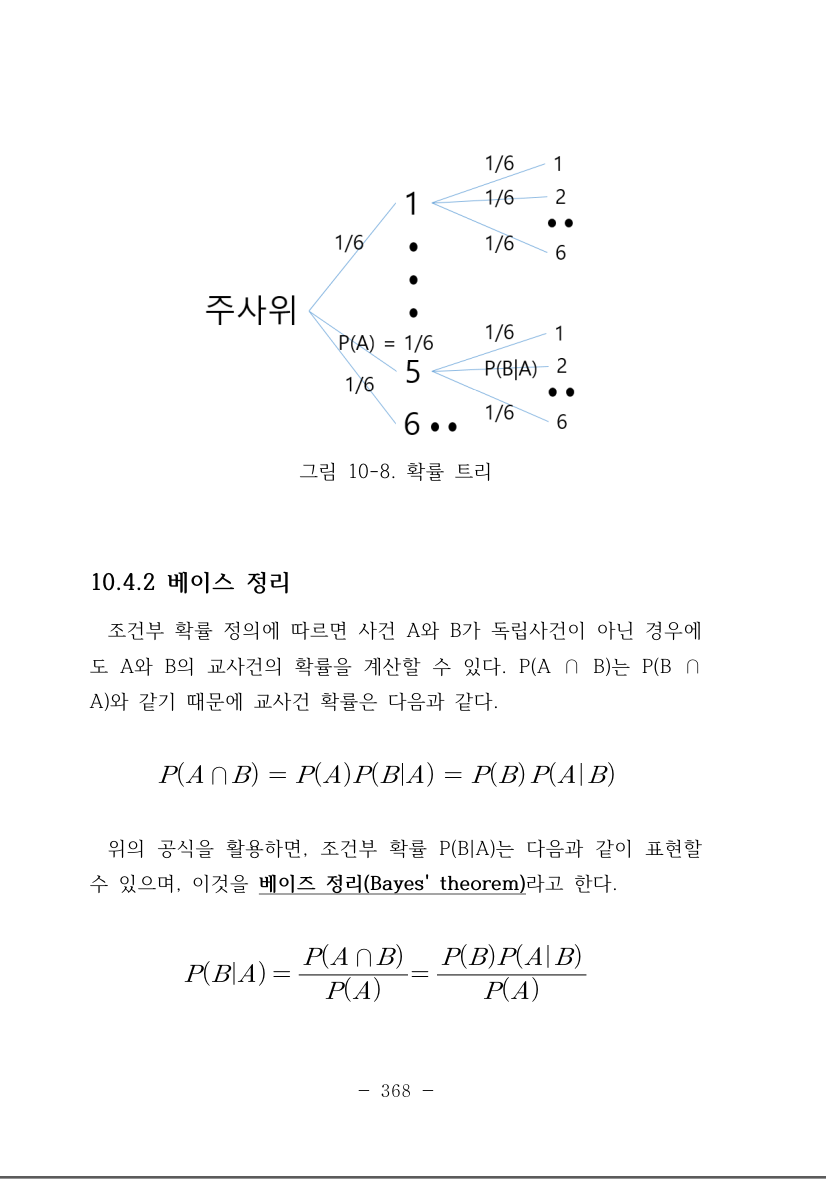 1/6 1
1 1/6 2
••
1/6 1/6 6
•
•
주사위 •
P(A) = 1/6 1/6 1
5 P(B|A) 2
1/6 ••
1/6 6
6 ••
그림 10-8. 확률 트리
10.4.2 베이스 정리
조건부 확률 정의에 따르면 사건 A와 B가 독립사건이 아닌 경우에
도 A와 B의 교사건의 확률을 계산할 수 있다. P(A ∩ B)는 P(B ∩
A)와 같기 때문에 교사건 확률은 다음과 같다.
P(A∩B) = P(A)P(B|A) = P(B)P(A|B)
위의 공식을 활용하면, 조건부 확률 P(B|A)는 다음과 같이 표현할
수 있으며, 이것을 베이즈 정리(Bayes' theorem)라고 한다.
P(B|A) = P(A∩B) / P(A) = P(B)P(A|B) / P(A)
- 368 -